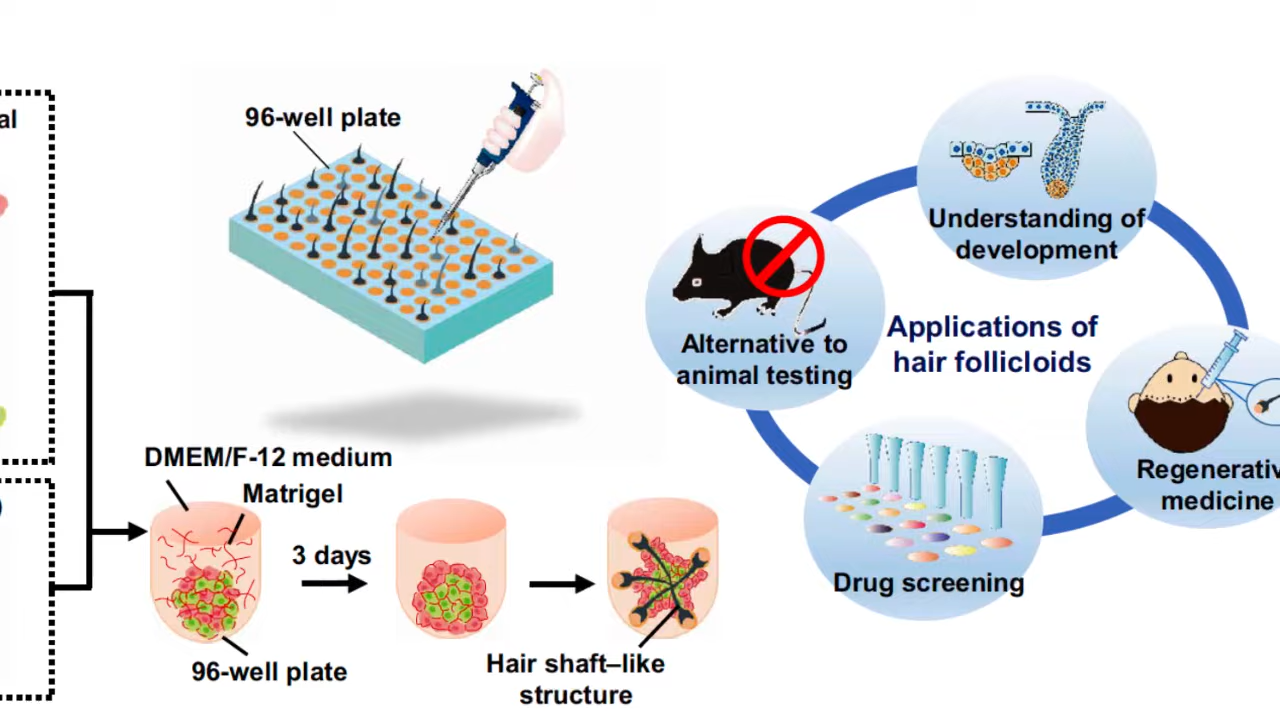 al
96-well plate
DMEM/F-12 medium
Matrigel
3 days
96-well plate
Hair shaft–like
structure
Understanding of
development
Alternative to
animal testing
Applications of
hair follicloids
Regenerativ
medicine
Drug screening